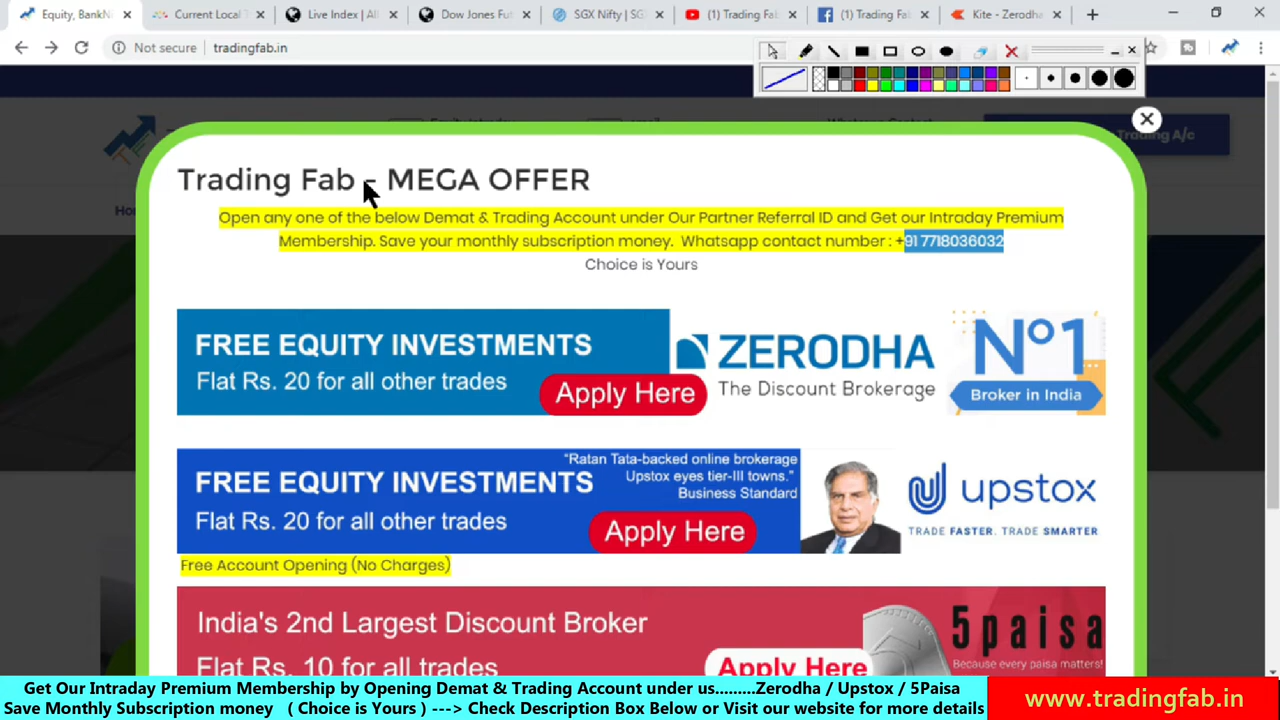 Equity, BankNi
Current Local T
Live Index | All
Dow Jones Fut
SGX Nifty | SG
(1) Trading Fab
(1) Trading Fab
Kite - Zerodha
Not secure
tradingfab.in
Trading A/c
Trading Fab - MEGA OFFER
Open any one of the below Demat & Trading Account under Our Partner Referral ID and Get our Intraday Premium
Membership. Save your monthly subscription money. Whatsapp contact number : +91 7718036032
Choice is Yours
FREE EQUITY INVESTMENTS
Flat Rs. 20 for all other trades
Apply Here
ZERODHA
The Discount Brokerage
Nº1
Broker in India
FREE EQUITY INVESTMENTS
Flat Rs. 20 for all other trades
"Ratan Tata-backed online brokerage
Upstox eyes tier-III towns."
Business Standard
Apply Here
upstox
TRADE FASTER. TRADE SMARTER
Free Account Opening (No Charges)
India's 2nd Largest Discount Broker
Flat Rs. 10 for all trades
Apply Here
5paisa
Because every paisa matters!
Get Our Intraday Premium Membership by Opening Demat & Trading Account under us.........Zerodha / Upstox / 5Paisa
Save Monthly Subscription money ( Choice is Yours ) ---> Check Description Box Below or Visit our website for more details
www.tradingfab.in